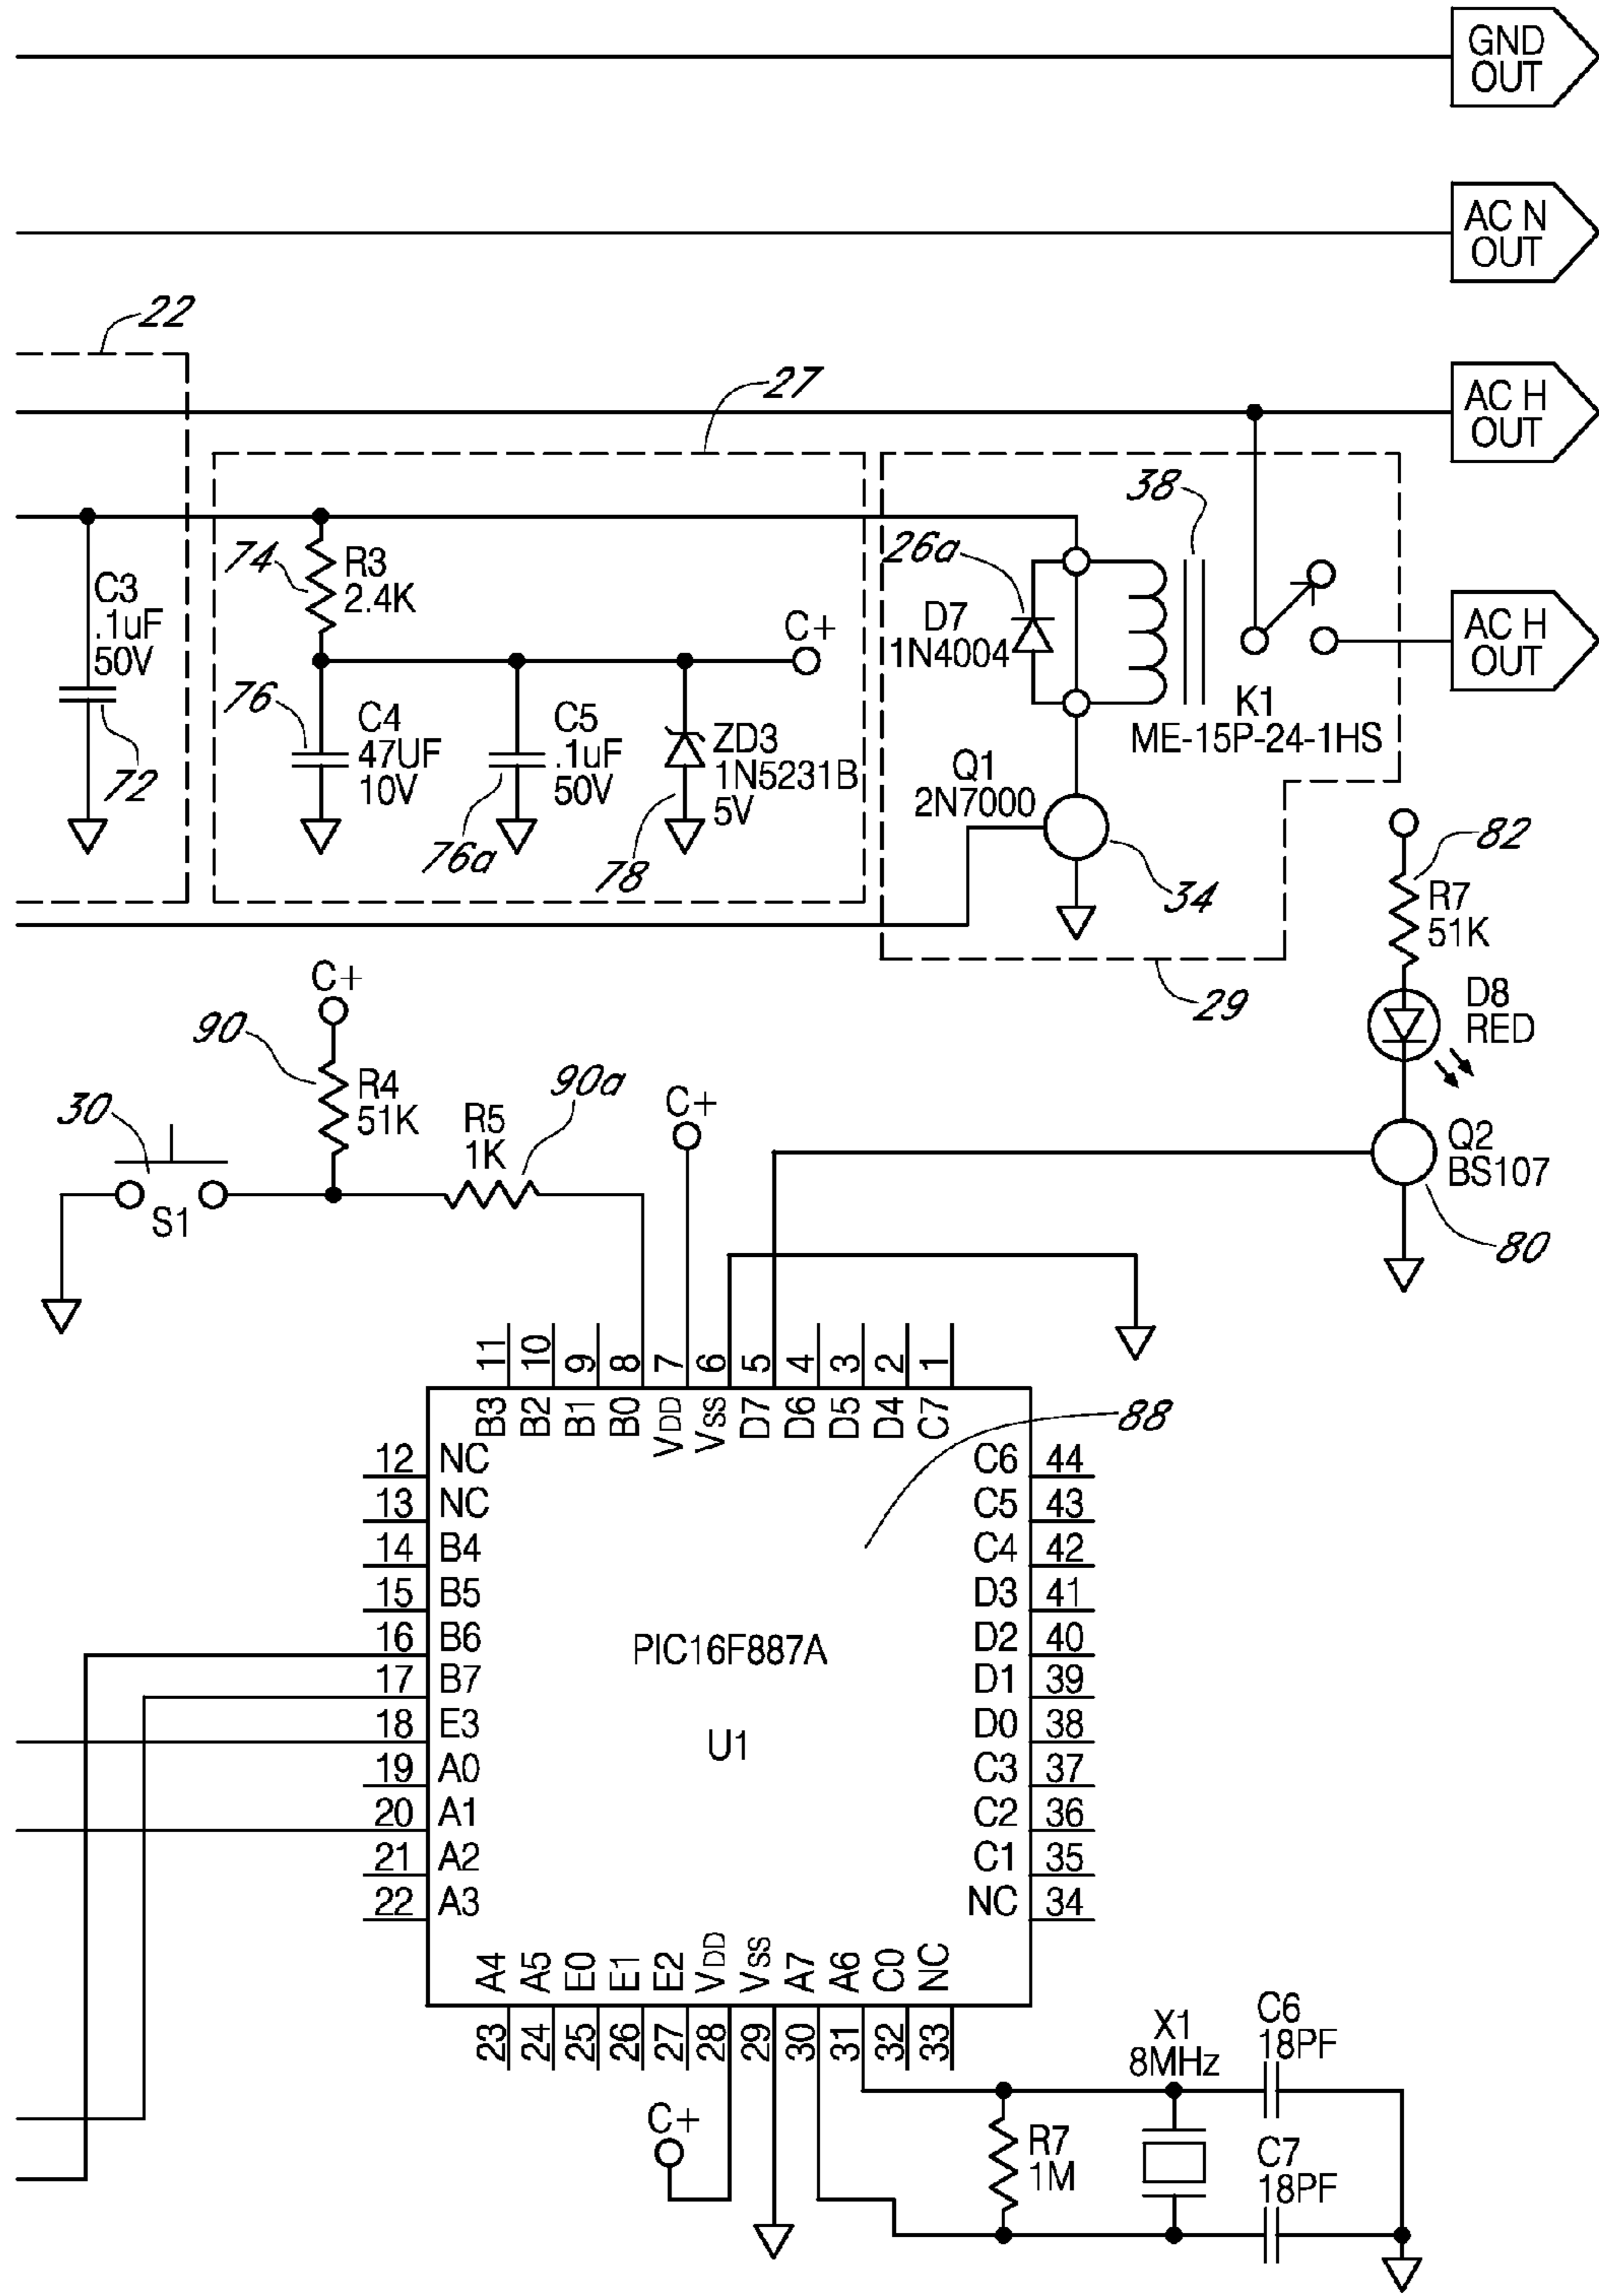 GND
OUT
AC N
OUT
22
27
AC H
OUT
38
74
R3
2.4K
26a
C3
.1uF
50V
D7
1N4004
C+
AC H
OUT
76
C4
47UF
10V
C5
.1uF
50V
ZD3
1N5231B
5V
K1
ME-15P-24-1HS
72
76a
78
Q1
2N7000
34
82
R7
51K
C+
29
D8
RED
90
R4
51K
90a
C+
30
R5
1K
S1
Q2
BS107
80
11 10 9 8 7 6 5 4 3 2 1
B3 B2 B1 B0 VDD VSS D7 D6 D5 D4 C7
88
12 NC C6 44
13 NC C5 43
14 B4 C4 42
15 B5 D3 41
16 B6 D2 40
PIC16F887A
17 B7 D1 39
18 E3 D0 38
U1
19 A0 C3 37
20 A1 C2 36
21 A2 C1 35
22 A3 NC 34
A4 A5 E0 E1 E2 VDD VSS A7 A6 C0 NC
23 24 25 26 27 28 29 30 31 32 33
X1
8MHz
C6
18PF
C+
R7
1M
C7
18PF